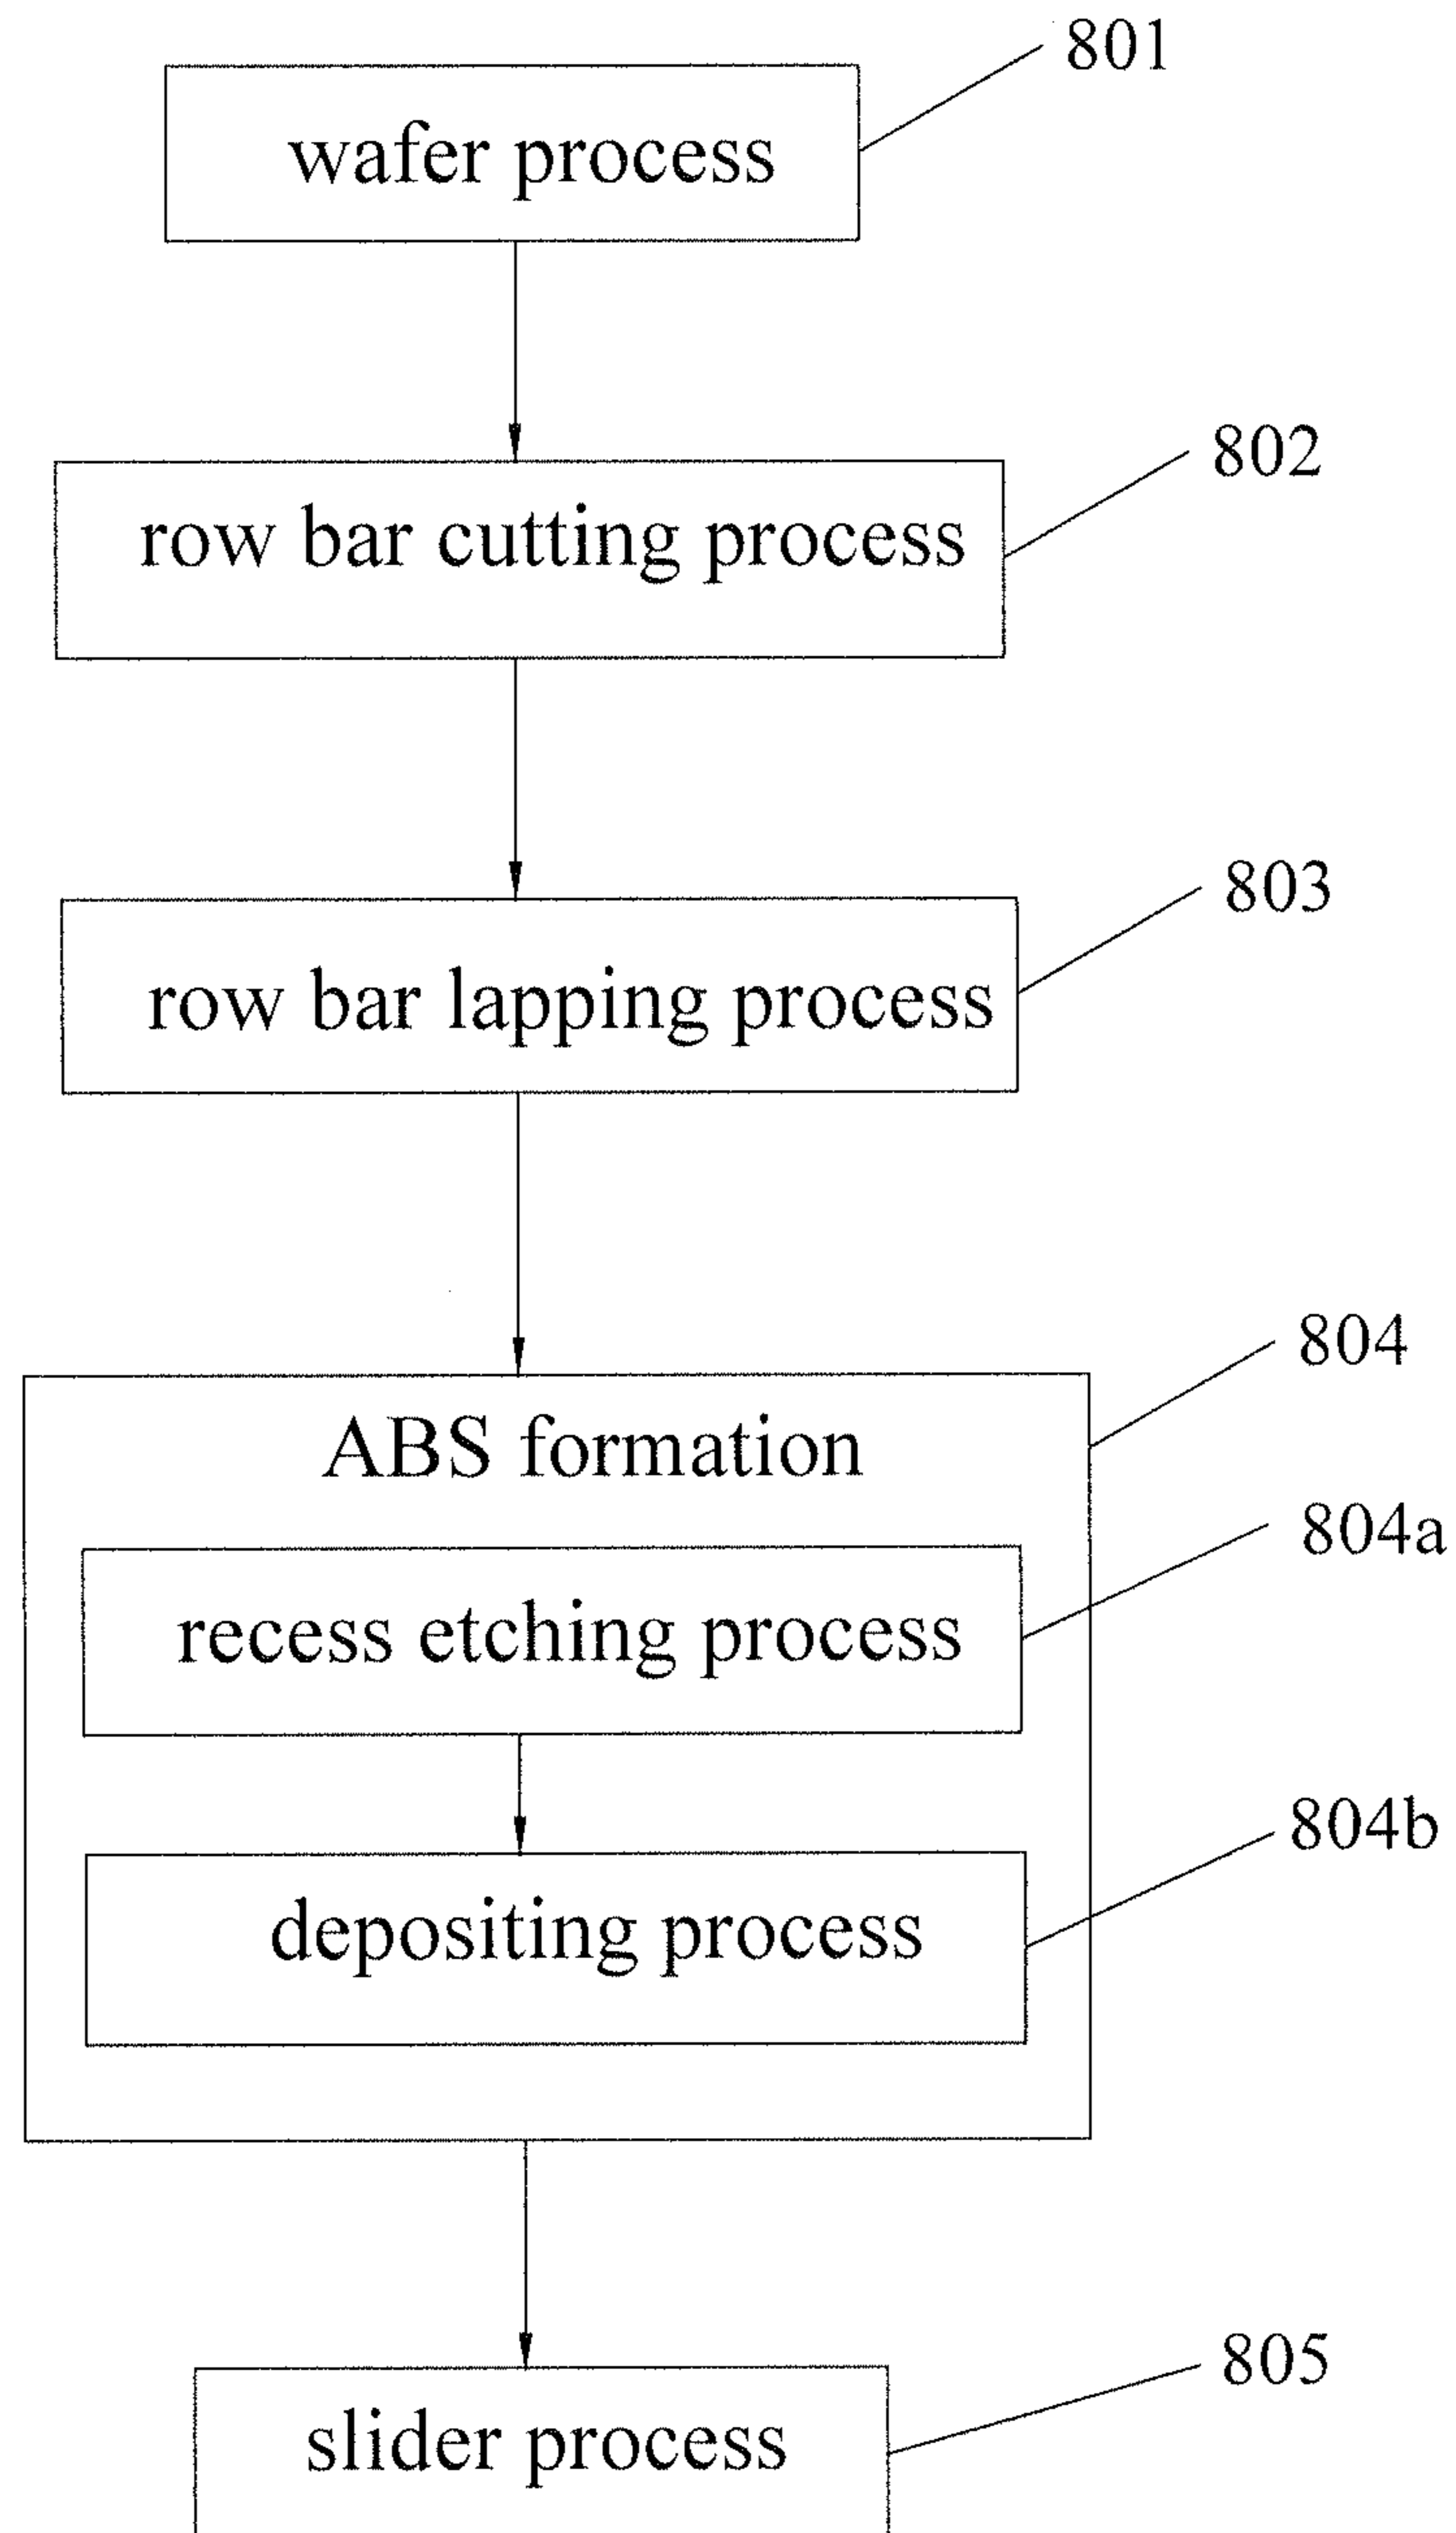 801
wafer process
802
row bar cutting process
803
row bar lapping process
804
ABS formation
804a
recess etching process
804b
depositing process
805
slider process